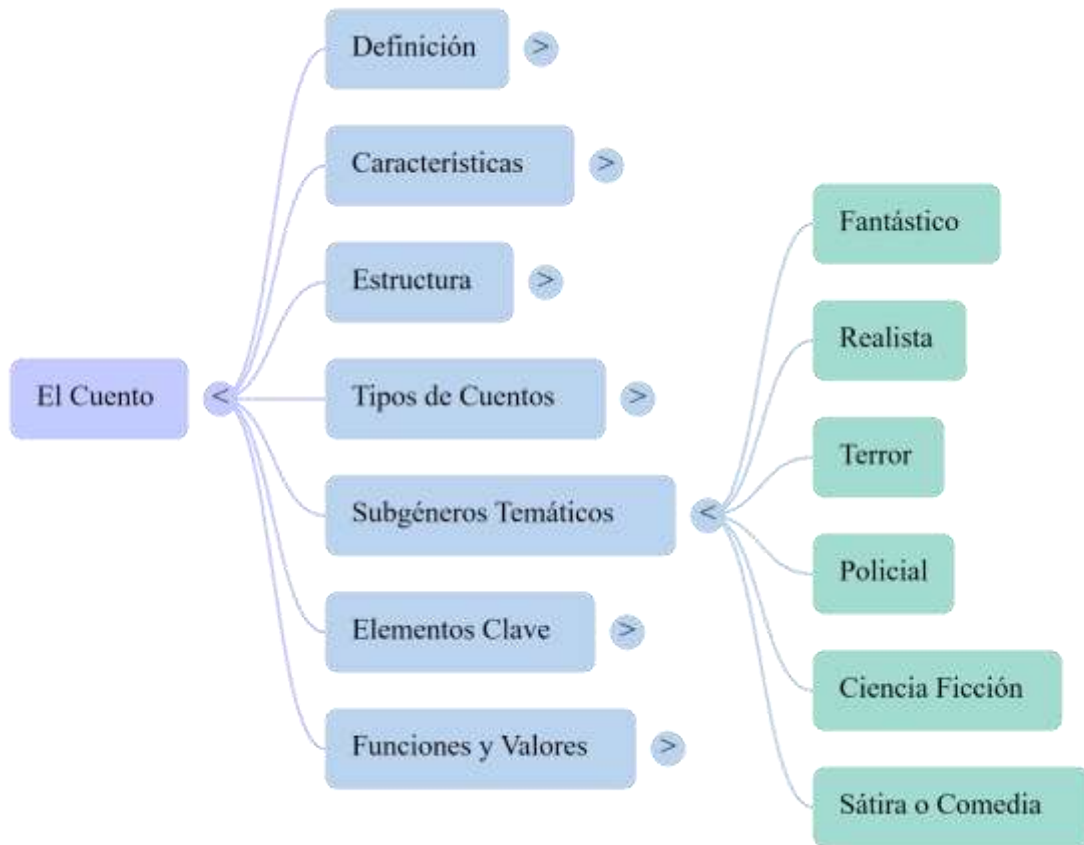 El Cuento
<
Definición
>
Características
>
Estructura
>
Tipos de Cuentos
>
Subgéneros Temáticos
<
Elementos Clave
>
Funciones y Valores
>
Fantástico
Realista
Terror
Policial
Ciencia Ficción
Sátira o Comedia